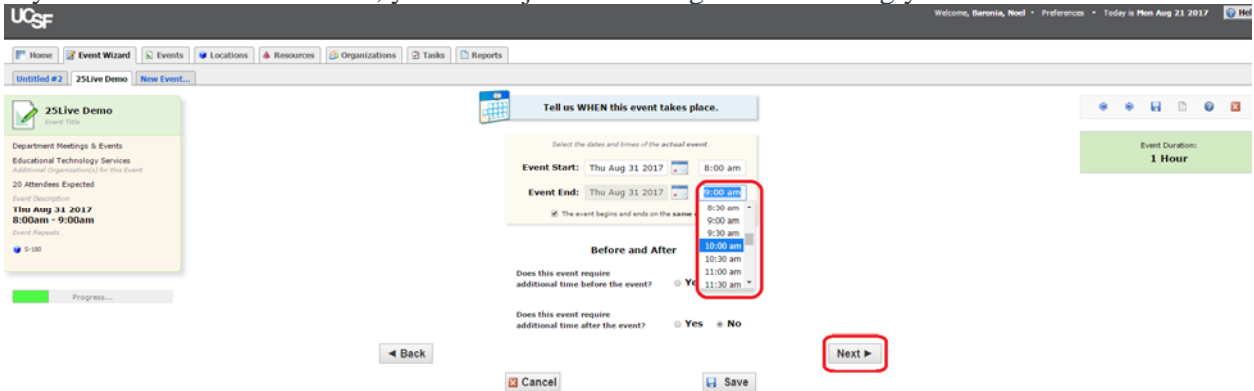 UCSF
Welcome, Baronia, Noel • Preferences • Today is Mon Aug 21 2017 Hel
Home Event Wizard Events Locations Resources Organizations Tasks Reports
Untitled #2 25Live Demo New Event...
25Live Demo
Event Title
Department Meetings & Events
Educational Technology Services
Additional Organization(s) for this Event
20 Attendees Expected
Event Description
Thu Aug 31 2017
8:00am - 9:00am
Event Repeats
S-180
Progress...
Tell us WHEN this event takes place.
Select the dates and times of the actual event.
Event Start: Thu Aug 31 2017 8:00 am
Event End: Thu Aug 31 2017 9:00 am
The event begins and ends on the same
8:30 am
9:00 am
9:30 am
10:00 am
10:30 am
11:00 am
11:30 am
Before and After
Does this event require
additional time before the event? Ye
Does this event require
additional time after the event? Yes No
◄ Back
Next ►
Cancel
Save
Event Duration:
1 Hour